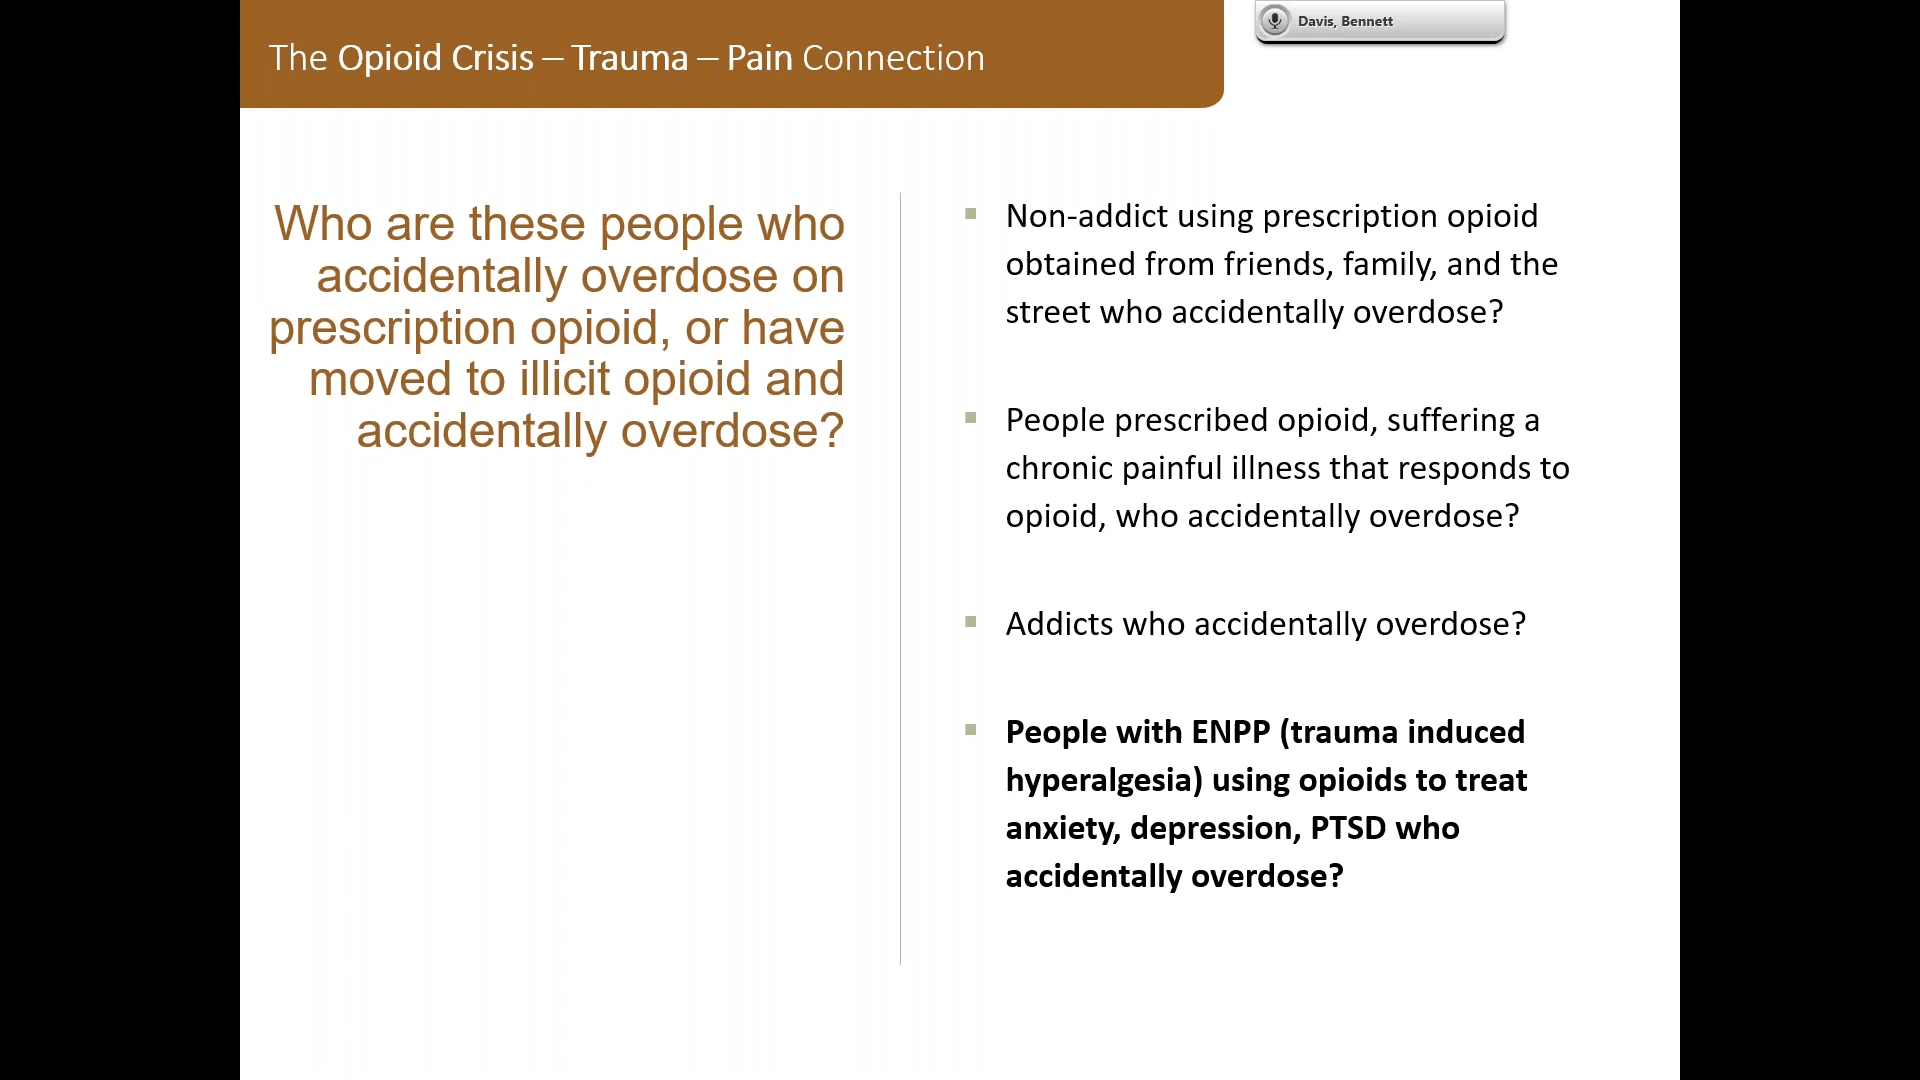 The Opioid Crisis – Trauma – Pain Connection
Davis, Bennett
Who are these people who
accidentally overdose on
prescription opioid, or have
moved to illicit opioid and
accidentally overdose?
Non-addict using prescription opioid
obtained from friends, family, and the
street who accidentally overdose?
People prescribed opioid, suffering a
chronic painful illness that responds to
opioid, who accidentally overdose?
Addicts who accidentally overdose?
People with ENPP (trauma induced
hyperalgesia) using opioids to treat
anxiety, depression, PTSD who
accidentally overdose?